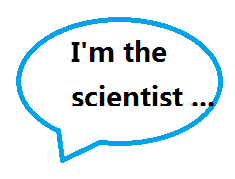 I'm the
scientist ...